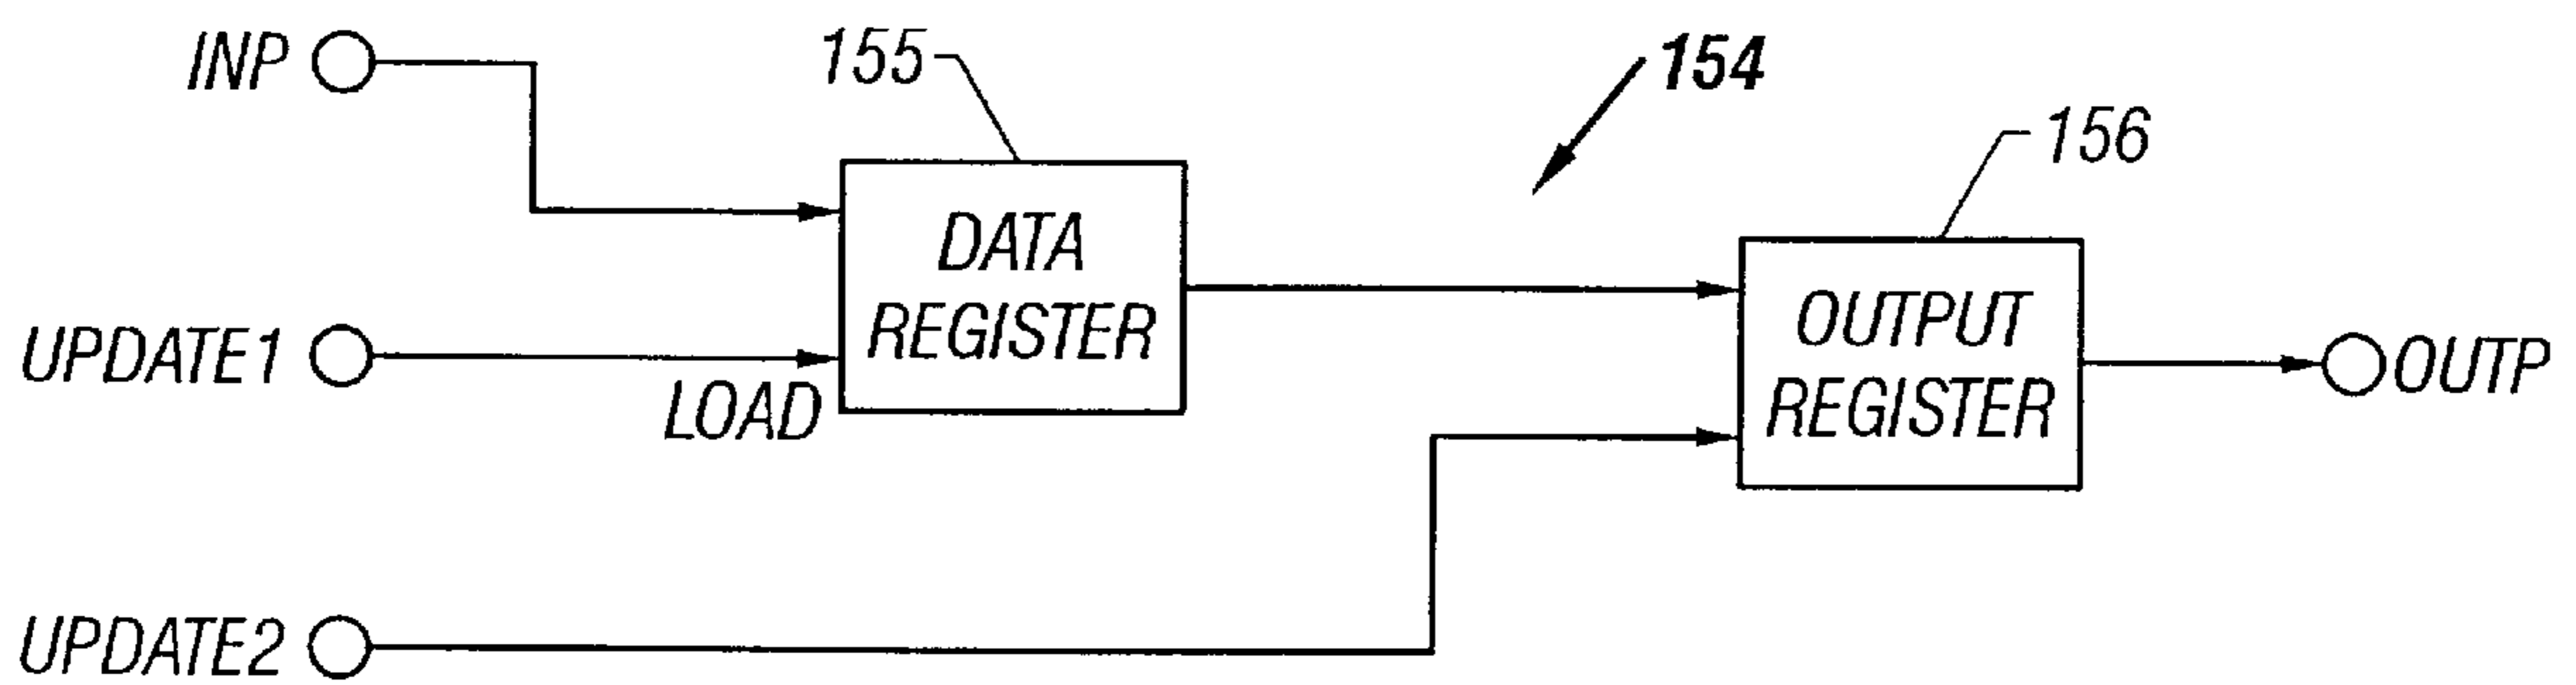 INP
155
154
156
DATA
REGISTER
OUTPUT
REGISTER
UPDATE1
LOAD
OUTP
UPDATE2